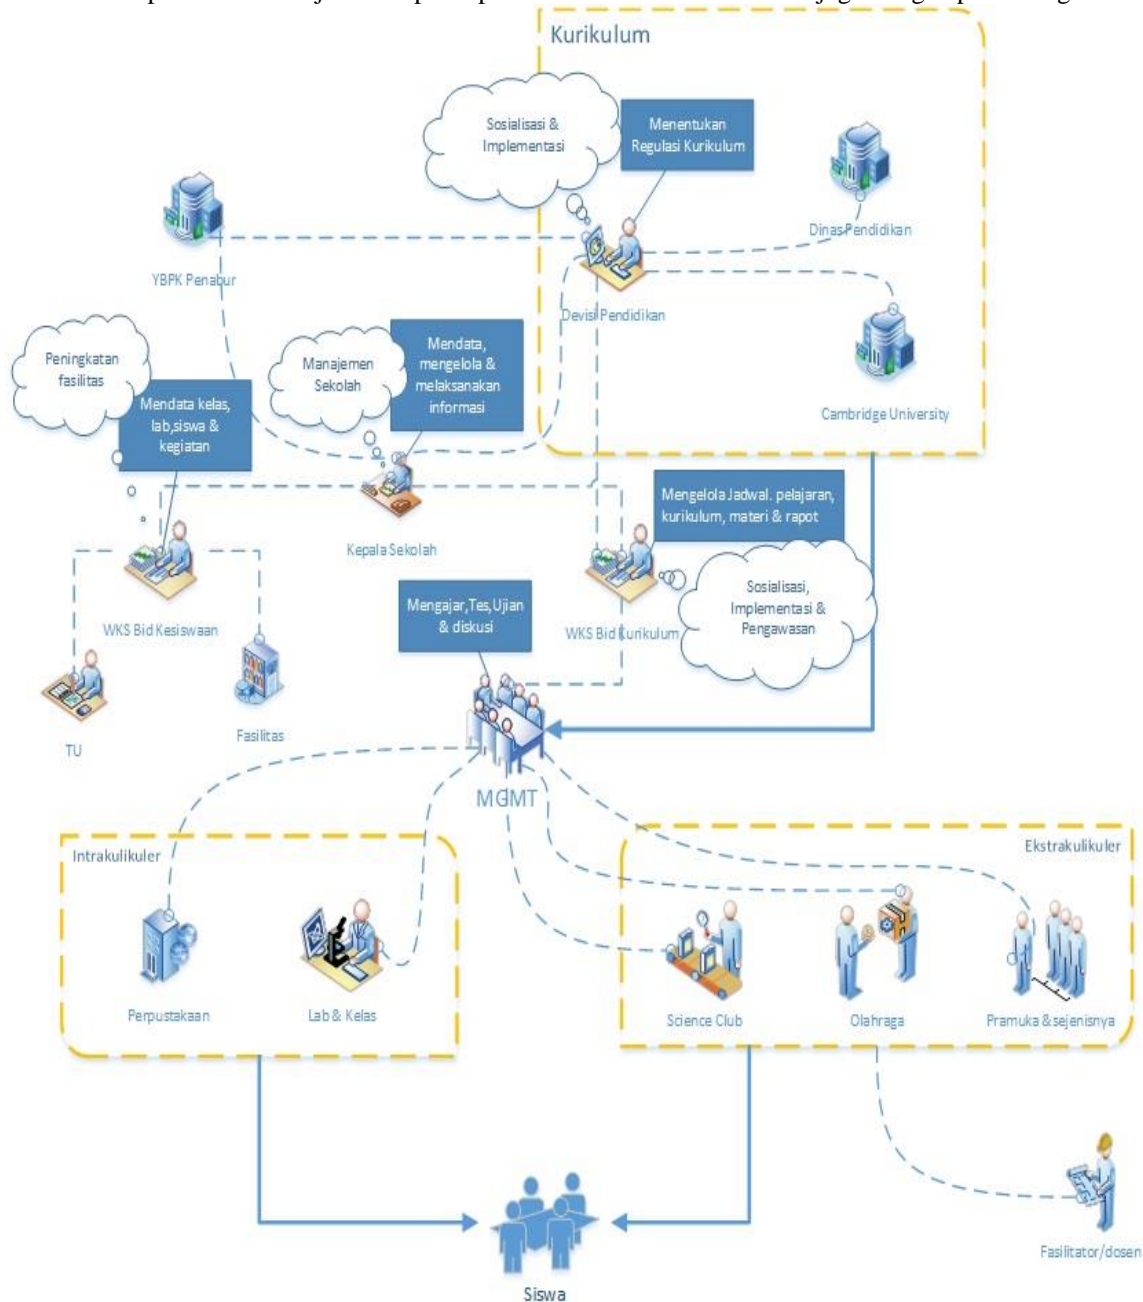 Kurikulum
Sosialisasi &
Implementasi
Menentukan
Regulasi Kurikulum
Dinas Pendidikan
YBPK Penabur
Devisi Pendidikan
Peningkatan
fasilitas
Mendata kelas,
lab,siswa &
kegiatan
Manajemen
Sekolah
Mendata,
mengelola &
melaksanakan
informasi
Cambridge University
Mengelola Jadwal. pelajaran,
kurikulum, materi & rapot
Kepala Sekolah
Mengajar,Tes,Ujian
& diskusi
Sosialisasi,
Implementasi &
Pengawasan
WKS Bid Kesiswaan
WKS Bid Kurikulum
TU
Fasilitas
MGMT
Intrakulikuler
Ekstrakulikuler
Perpustakaan
Lab & Kelas
Science Club
Olahraga
Pramuka & sejenisnya
Fasilitator/dosen
Siswa